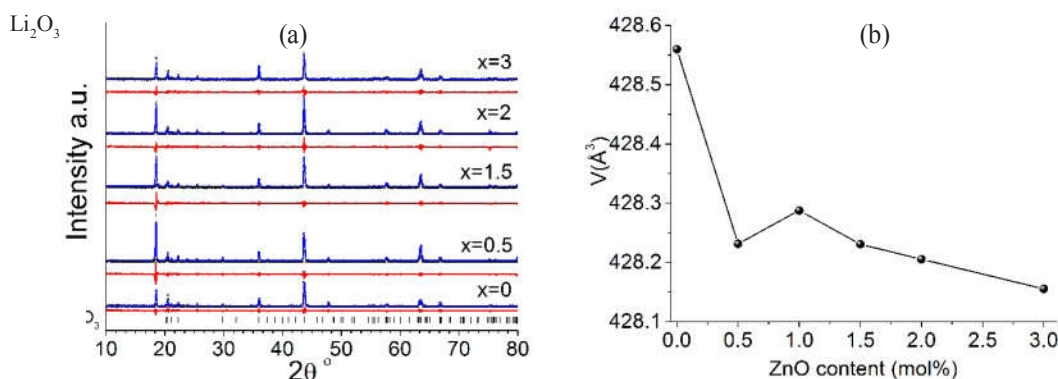 Li₂O₃
(a)
x=3
x=2
x=1.5
x=0.5
x=0
Intensity a.u.
O₃
10 20 30 40 50 60 70 80
2θ °
(b)
428.6
428.5
428.4
428.3
428.2
428.1
V(Å³)
0.0 0.5 1.0 1.5 2.0 2.5 3.0
ZnO content (mol%)